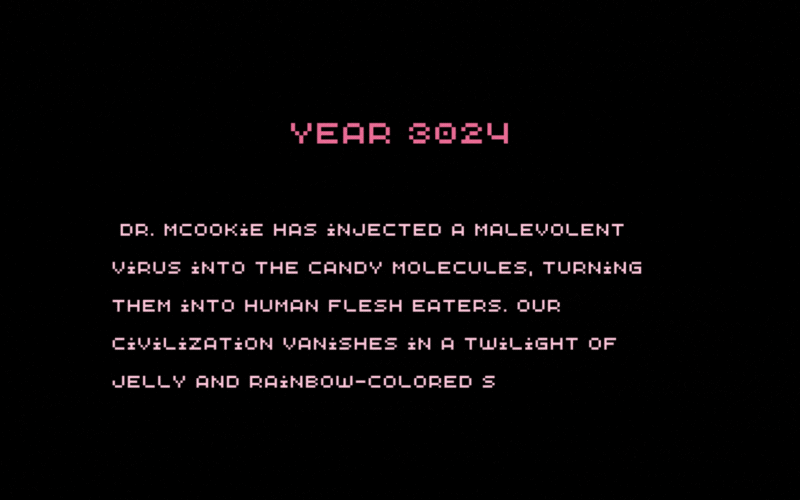 YEAR 3024
DR. MCOOKiE HAS iNJECTED A MALEVOLENT
ViRUS iNTO THE CANDY MOLECULES, TURNiNG
THEM iNTO HUMAN FLESH EATERS. OUR
CiViLiZATiON VANiSHES iN A TWiLiGHT OF
JELLY AND RAiNBOW-COLORED S